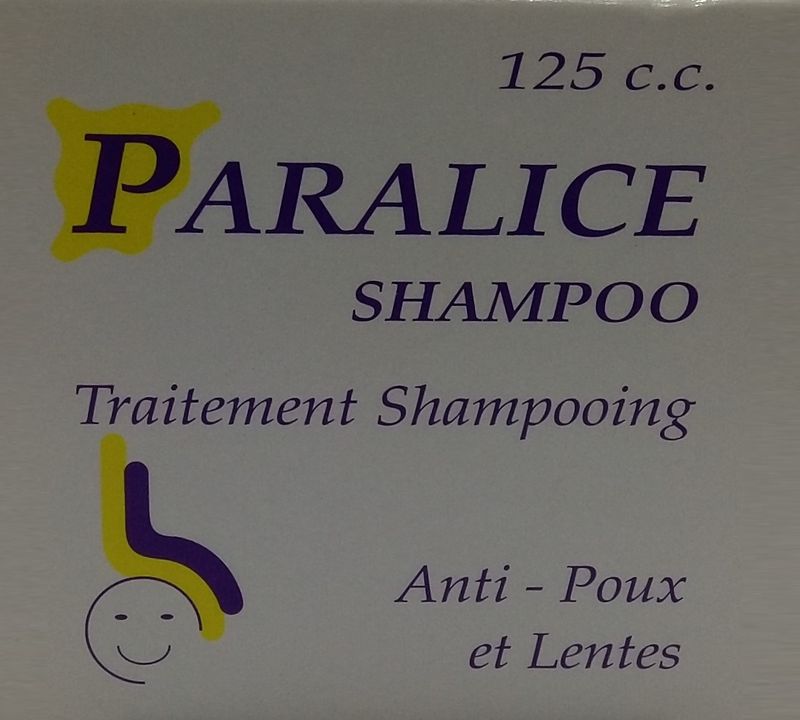 125 c.c.
PARALICE
SHAMPOO
Traitement Shampooing
Anti - Poux
et Lentes